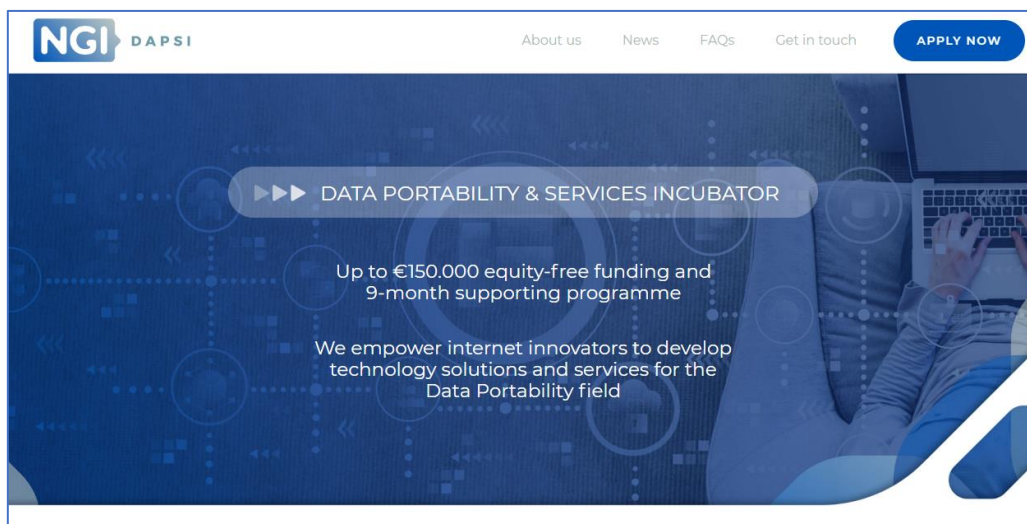 NGI DAPSI
About us News FAQs Get in touch APPLY NOW
DATA PORTABILITY & SERVICES INCUBATOR
Up to €150.000 equity-free funding and
9-month supporting programme
We empower internet innovators to develop
technology solutions and services for the
Data Portability field